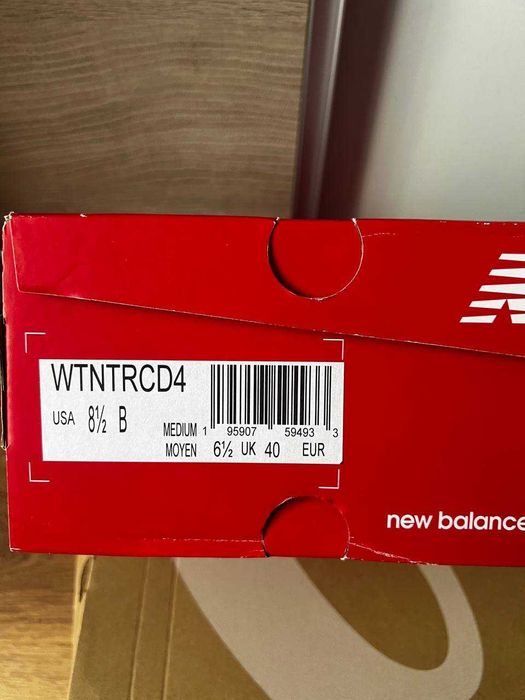 WTNTRCD4
USA 8½ B
MEDIUM 1 95907 59493 3
MOYEN 6½ UK 40 EUR
new balance